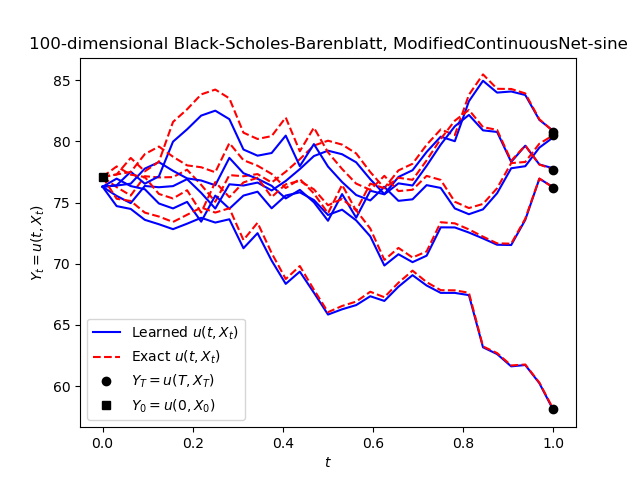 100-dimensional Black-Scholes-Barenblatt, ModifiedContinuousNet-sine
85
80
75
70
65
60
Y_t = u(t, X_t)
Learned u(t, X_t)
Exact u(t, X_t)
Y_T = u(T, X_T)
Y_0 = u(0, X_0)
0.0 0.2 0.4 0.6 0.8 1.0
t